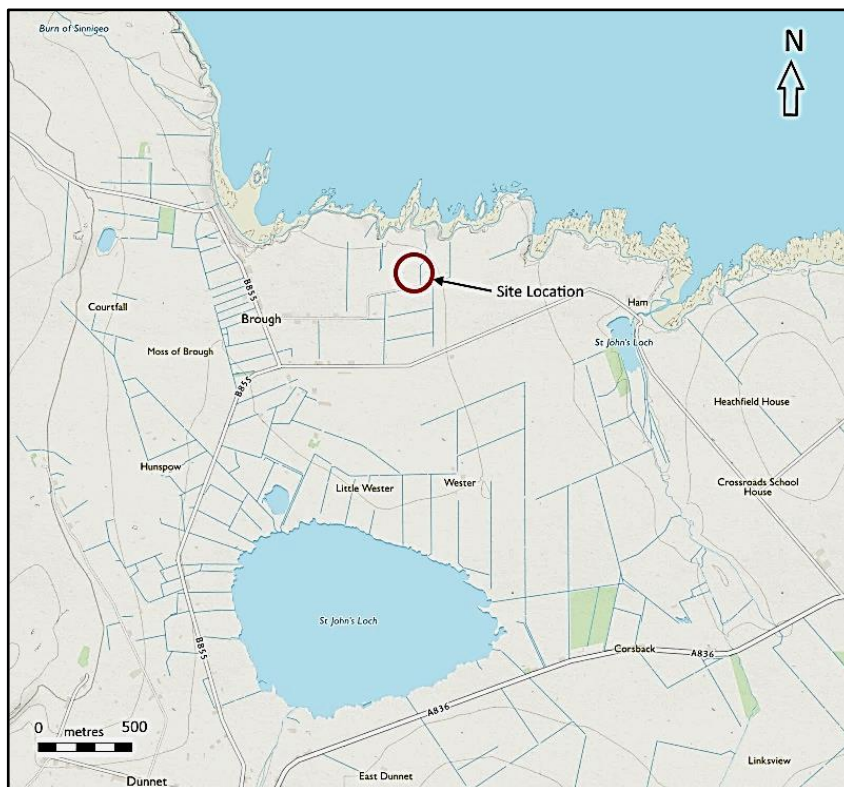 Burn of Sinnigeo
N
B855
Site Location
Courtfall
Brough
Ham
Moss of Brough
St John's Loch
B855
Heathfield House
Hunspow
Little Wester
Wester
Crossroads School
House
St John's Loch
Corsback
A836
B855
A836
0 metres 500
Dunnet
East Dunnet
Linksview